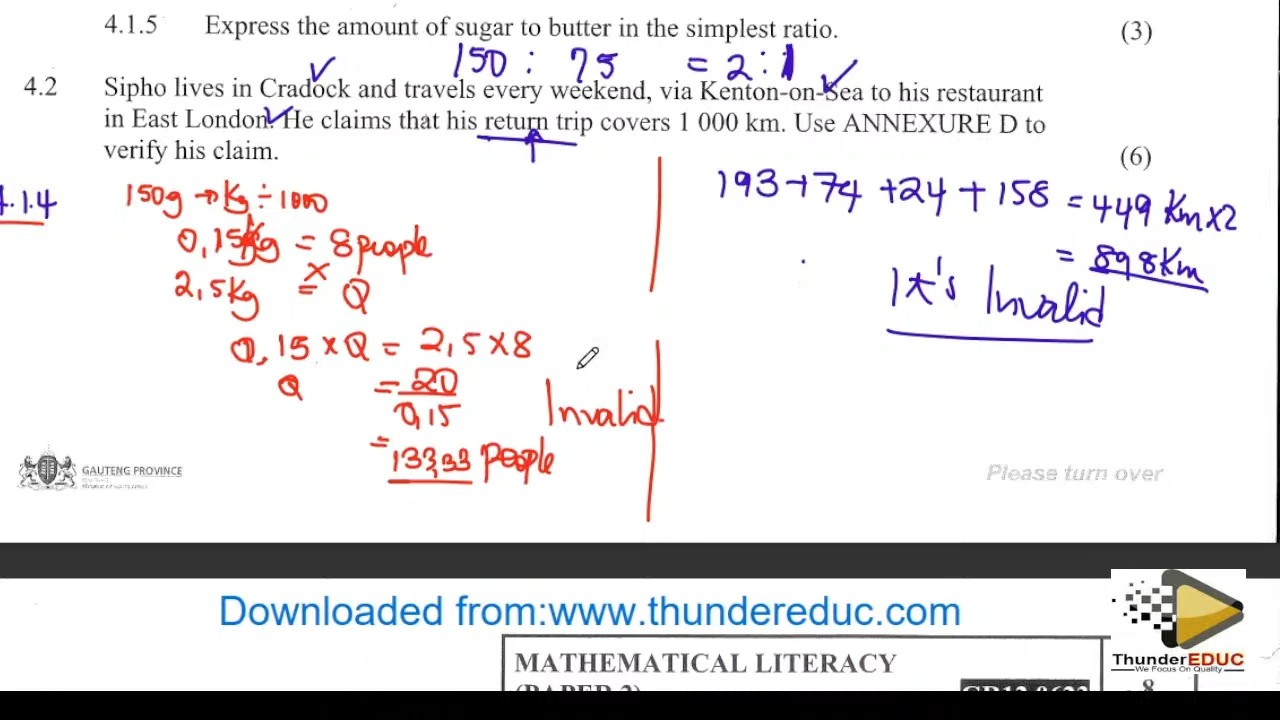 4.1.5 Express the amount of sugar to butter in the simplest ratio. (3)
150 : 75 = 2 : 1
4.2 Sipho lives in Cradock and travels every weekend, via Kenton-on-Sea to his restaurant
in East London. He claims that his return trip covers 1 000 km. Use ANNEXURE D to
verify his claim. (6)
4.1.4
150g → Kg ÷ 1000
0,15Kg = 8 people
2,5Kg = Q
×
0,15 × Q = 2,5 × 8
Q = 20
0,15
= 133,33 people
Invalid
193 + 74 + 24 + 158 = 449 Km x 2
= 898 Km
It's Invalid
GAUTENG PROVINCE
Please turn over
Downloaded from:www.thundereduc.com
ThunderEDUC
We Focus On Quality
MATHEMATICAL LITERACY
(PAPER 2)
8